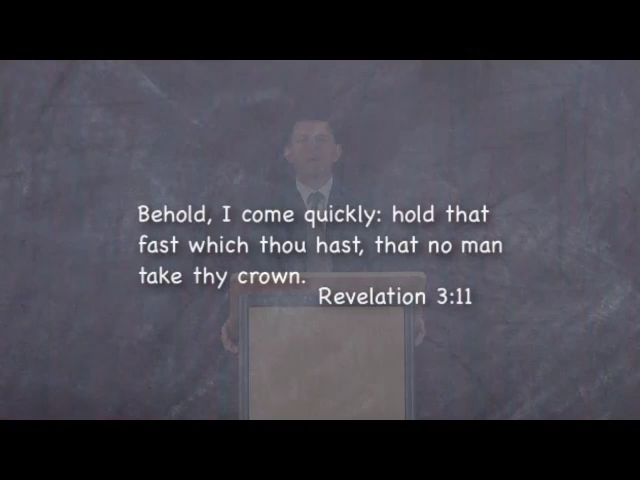 Behold, I come quickly: hold that
fast which thou hast, that no man
take thy crown.
Revelation 3:11